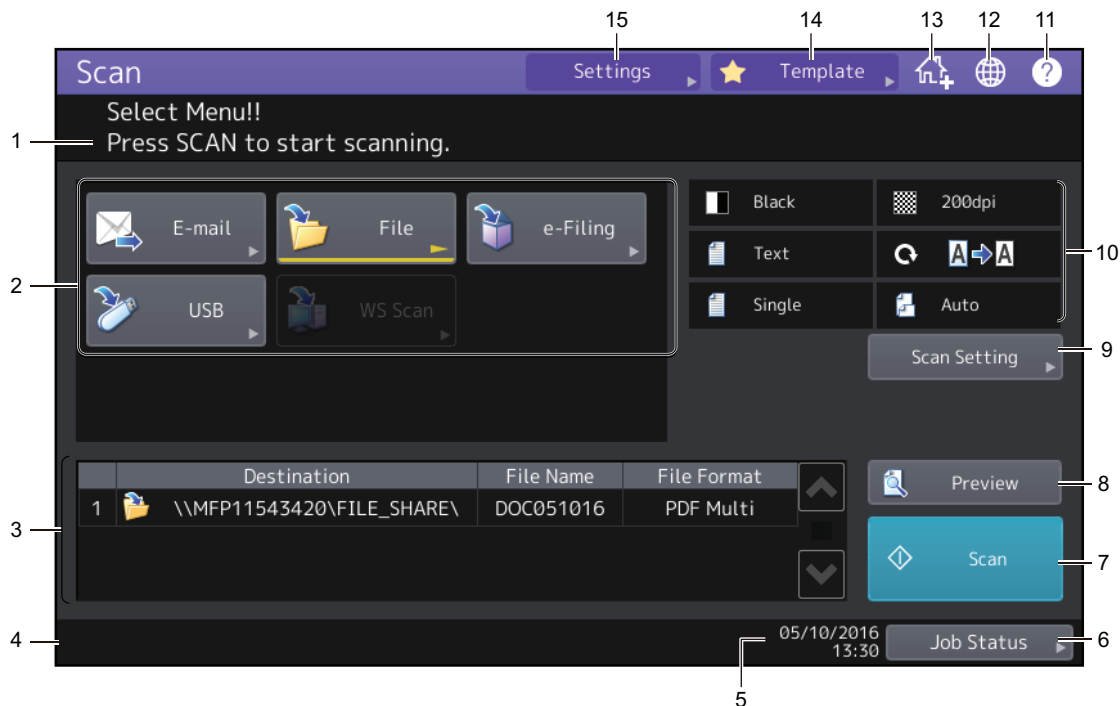 15 14 13 12 11
Scan Settings Template ?
Select Menu!!
1 Press SCAN to start scanning.
E-mail File e-Filing
Black 200dpi
Text A A 10
2 USB WS Scan
Single Auto
Scan Setting 9
Destination File Name File Format
Preview 8
1 \\MFP11543420\FILE_SHARE\ DOC051016 PDF Multi
3
Scan 7
4 05/10/2016
13:30
Job Status 6
5